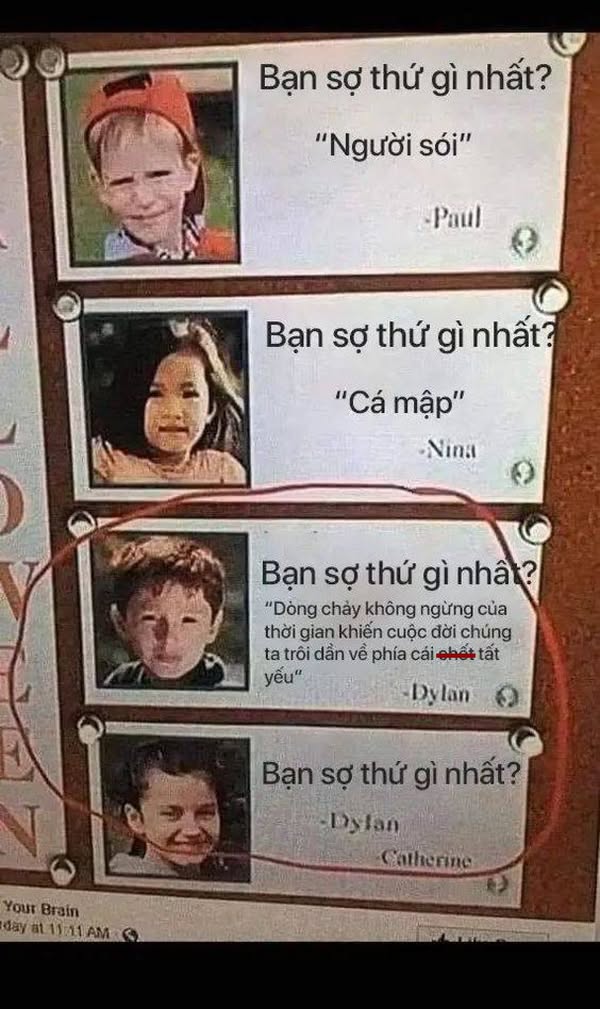 Bạn sợ thứ gì nhất?
“Người sói”
-Paul
Bạn sợ thứ gì nhất?
“Cá mập”
-Nina
Bạn sợ thứ gì nhất?
“Dòng chảy không ngừng của
thời gian khiến cuộc đời chúng
ta trôi dần về phía cái chết tất
yếu“
-Dylan
Bạn sợ thứ gì nhất?
-Dylan
-Catherine
Your Brain
rday at 11:11 AM
Like
L
O
V
E
E
N